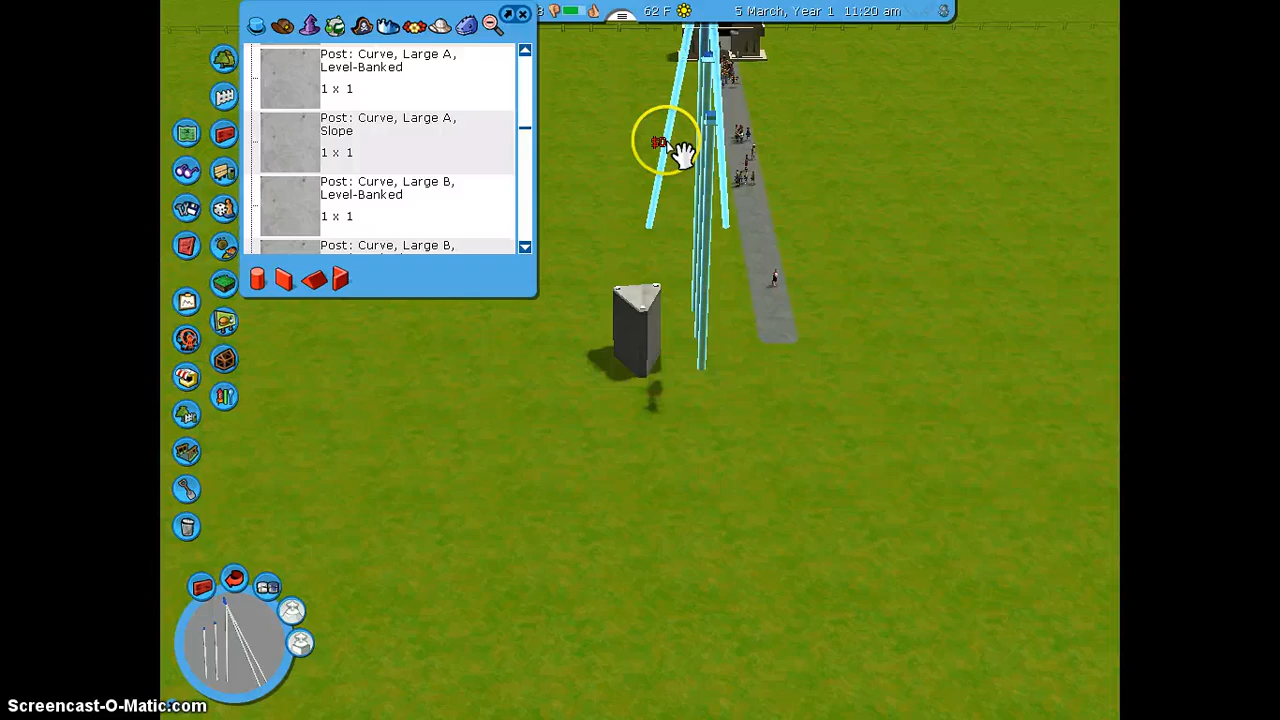 3
62 F
5 March, Year 1 11:20 am
Post: Curve, Large A,
Level-Banked
1 x 1
Post: Curve, Large A,
Slope
1 x 1
Post: Curve, Large B,
Level-Banked
1 x 1
Post: Curve, Large B,
Screencast-O-Matic.com